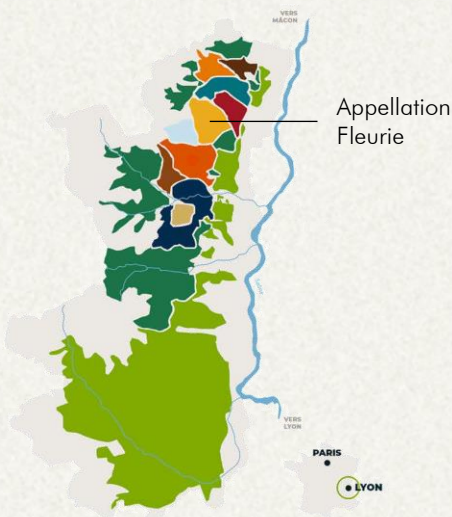 VERS
MÂCON
Appellation
Fleurie
Saône
VERS
LYON
PARIS
LYON